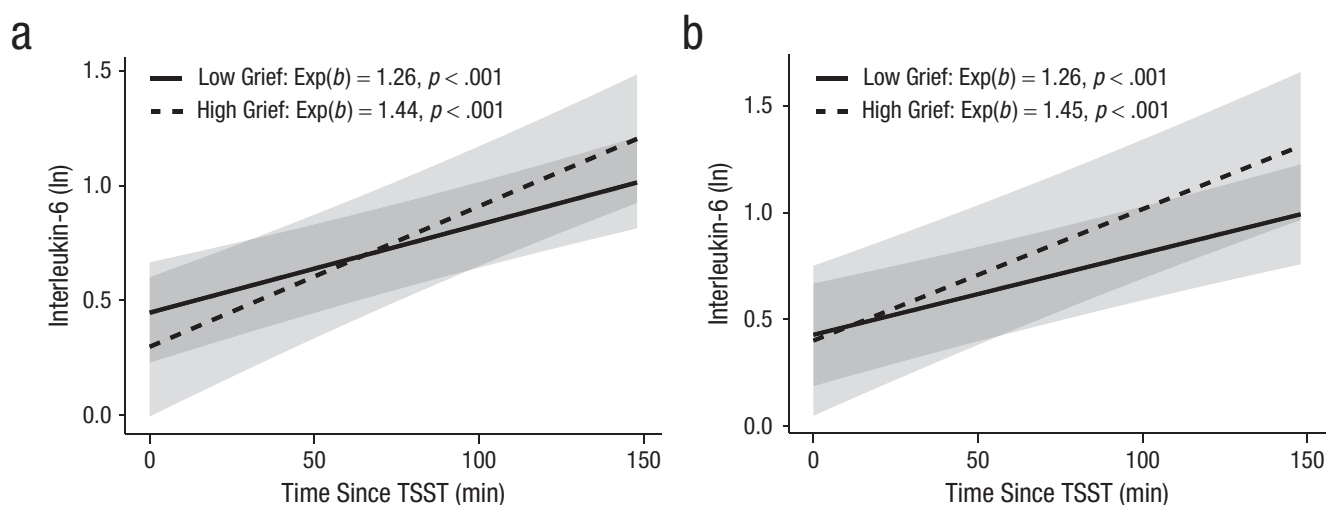 a
1.5
1.0
0.5
0.0
Interleukin-6 (ln)
Low Grief: Exp(b) = 1.26, p < .001
High Grief: Exp(b) = 1.44, p < .001
0 50 100 150
Time Since TSST (min)
b
1.5
1.0
0.5
0.0
Interleukin-6 (ln)
Low Grief: Exp(b) = 1.26, p < .001
High Grief: Exp(b) = 1.45, p < .001
0 50 100 150
Time Since TSST (min)